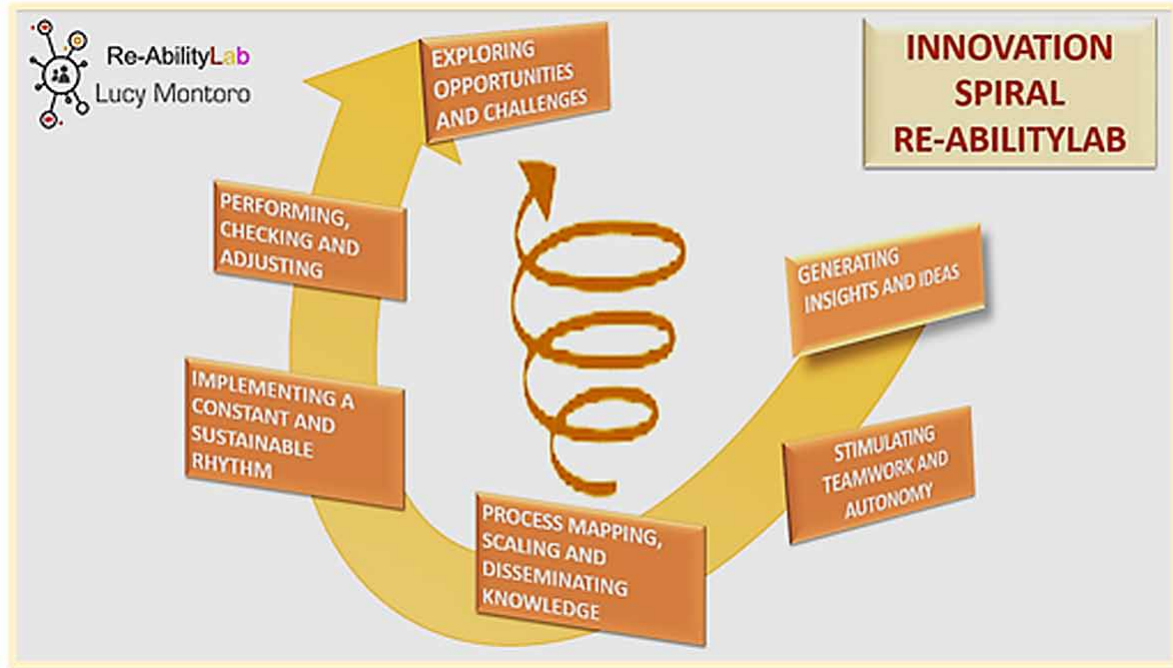 Re-AbilityLab
Lucy Montoro
INNOVATION
SPIRAL
RE-ABILITYLAB
EXPLORING
OPPORTUNITIES
AND CHALLENGES
PERFORMING,
CHECKING AND
ADJUSTING
GENERATING
INSIGHTS AND IDEAS
IMPLEMENTING A
CONSTANT AND
SUSTAINABLE
RHYTHM
STIMULATING
TEAMWORK AND
AUTONOMY
PROCESS MAPPING,
SCALING AND
DISSEMINATING
KNOWLEDGE